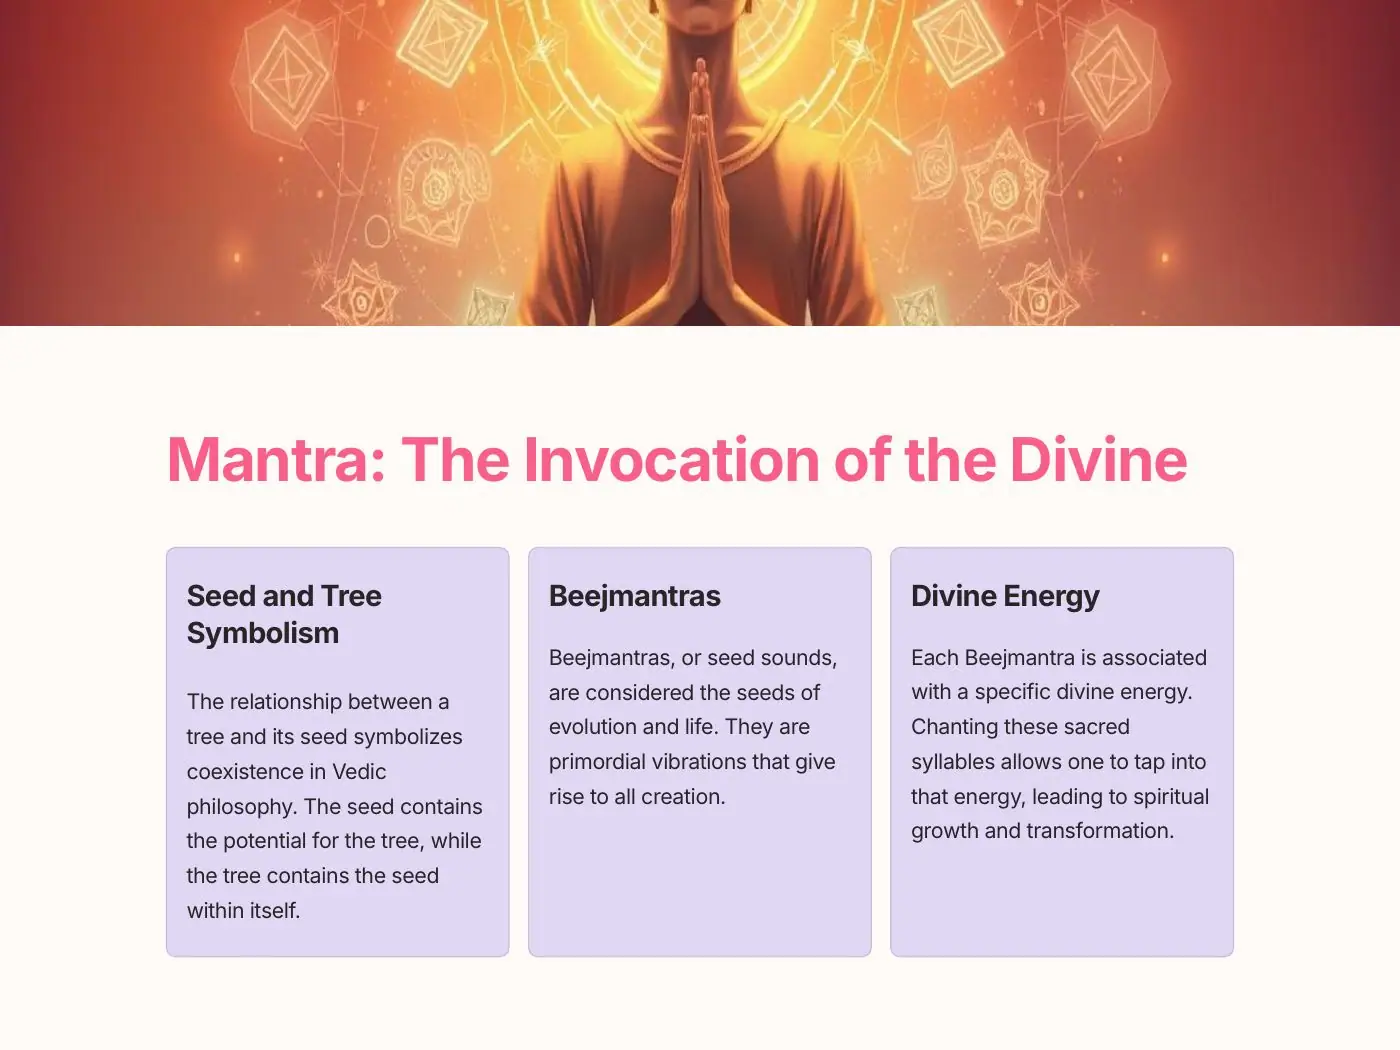 Mantra: The Invocation of the Divine
Seed and Tree
Symbolism
The relationship between a
tree and its seed symbolizes
coexistence in Vedic
philosophy. The seed contains
the potential for the tree, while
the tree contains the seed
within itself.
Beejmantras
Beejmantras, or seed sounds,
are considered the seeds of
evolution and life. They are
primordial vibrations that give
rise to all creation.
Divine Energy
Each Beejmantra is associated
with a specific divine energy.
Chanting these sacred
syllables allows one to tap into
that energy, leading to spiritual
growth and transformation.